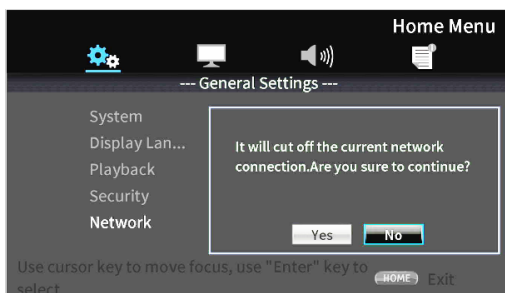 Home Menu
--- General Settings ---
System
Display Lan...
Playback
Security
Network
It will cut off the current network
connection.Are you sure to continue?
Yes
No
Use cursor key to move focus, use "Enter" key to
select
HOME Exit